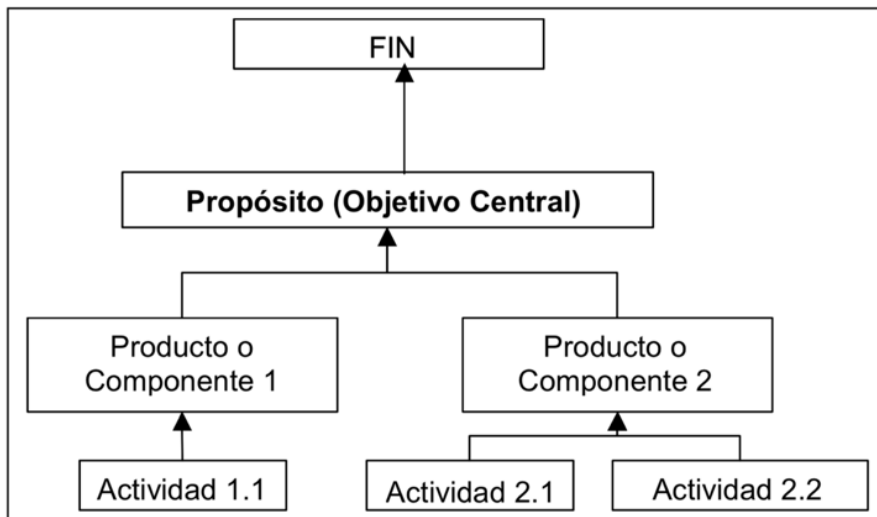 FIN
Propósito (Objetivo Central)
Producto o
Componente 1
Producto o
Componente 2
Actividad 1.1
Actividad 2.1
Actividad 2.2